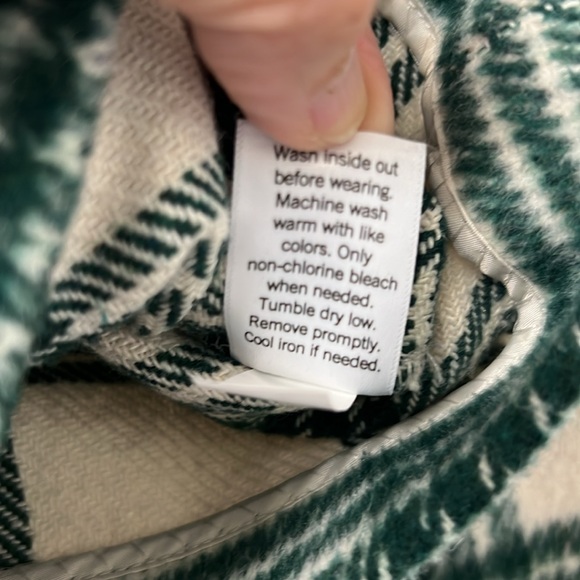 Wash inside out
before wearing.
Machine wash
warm with like
colors. Only
non-chlorine bleach
when needed.
Tumble dry low.
Remove promptly.
Cool iron if needed.